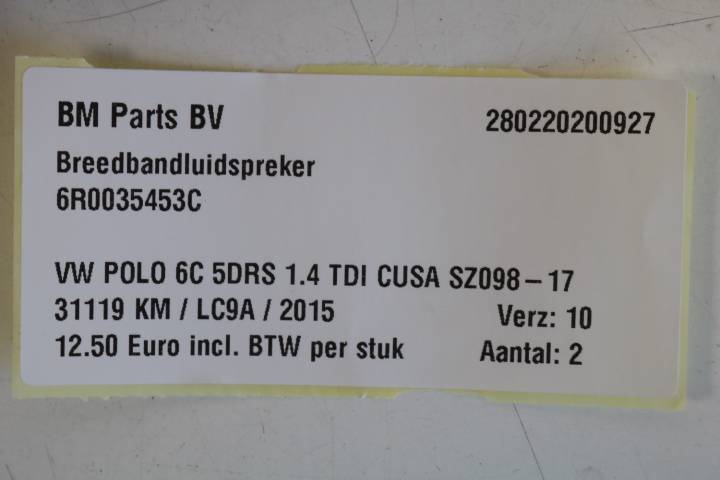 BM Parts BV 280220200927
Breedbandluidspreker
6R0035453C
VW POLO 6C 5DRS 1.4 TDI CUSA SZ098-17
31119 KM / LC9A / 2015 Verz: 10
12.50 Euro incl. BTW per stuk Aantal: 2